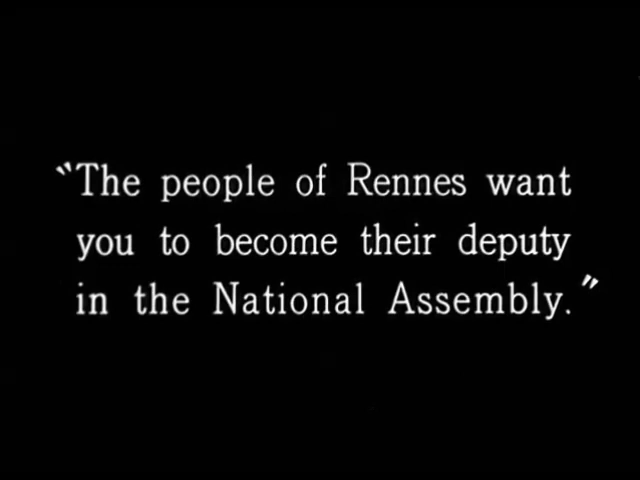 "The people of Rennes want
you to become their deputy
in the National Assembly."